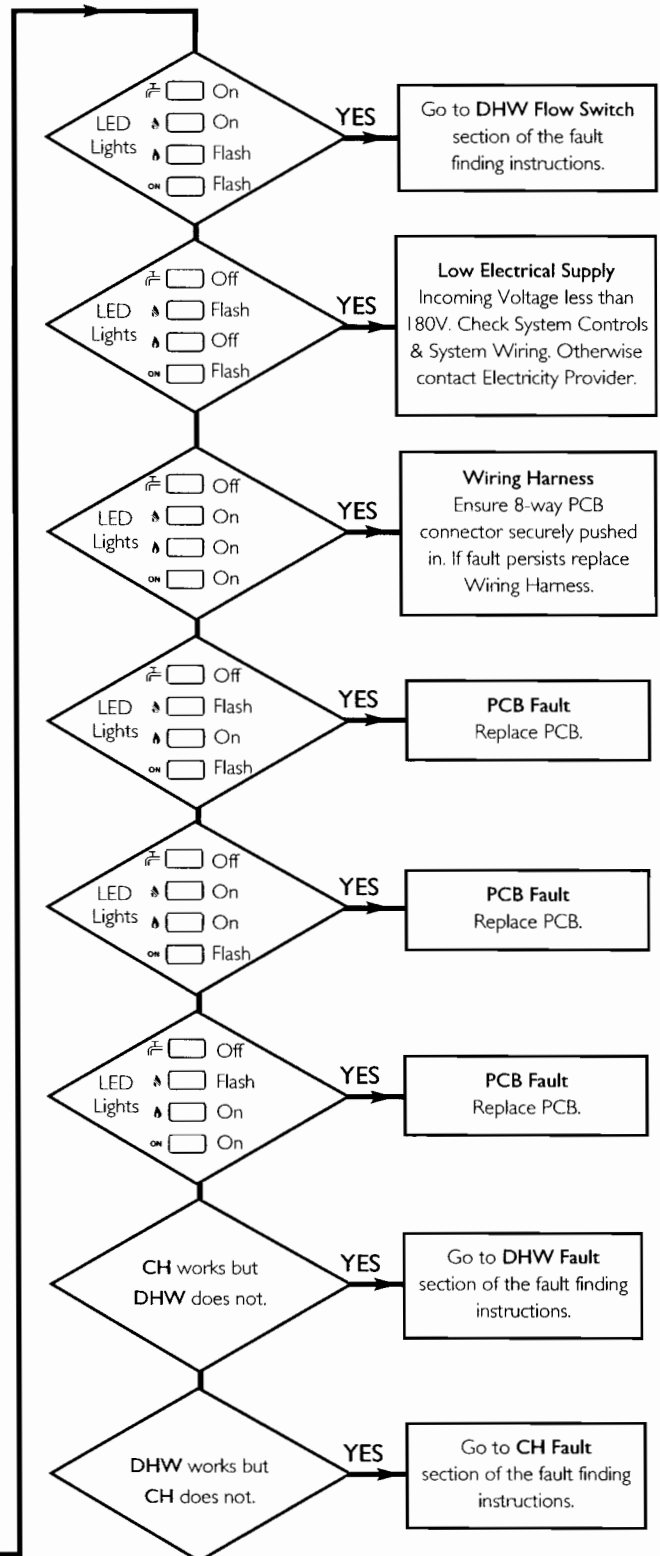 On
LED
Lights
On
Flash
ON Flash
YES
Go to DHW Flow Switch
section of the fault
finding instructions.
Off
LED
Lights
Flash
Off
ON Flash
YES
Low Electrical Supply
Incoming Voltage less than
180V. Check System Controls
& System Wiring. Otherwise
contact Electricity Provider.
Off
LED
Lights
On
On
ON On
YES
Wiring Harness
Ensure 8-way PCB
connector securely pushed
in. If fault persists replace
Wiring Harness.
Off
LED
Lights
Flash
On
ON Flash
YES
PCB Fault
Replace PCB.
Off
LED
Lights
On
On
ON Flash
YES
PCB Fault
Replace PCB.
Off
LED
Lights
Flash
On
ON On
YES
PCB Fault
Replace PCB.
CH works but
DHW does not.
YES
Go to DHW Fault
section of the fault finding
instructions.
DHW works but
CH does not.
YES
Go to CH Fault
section of the fault finding
instructions.